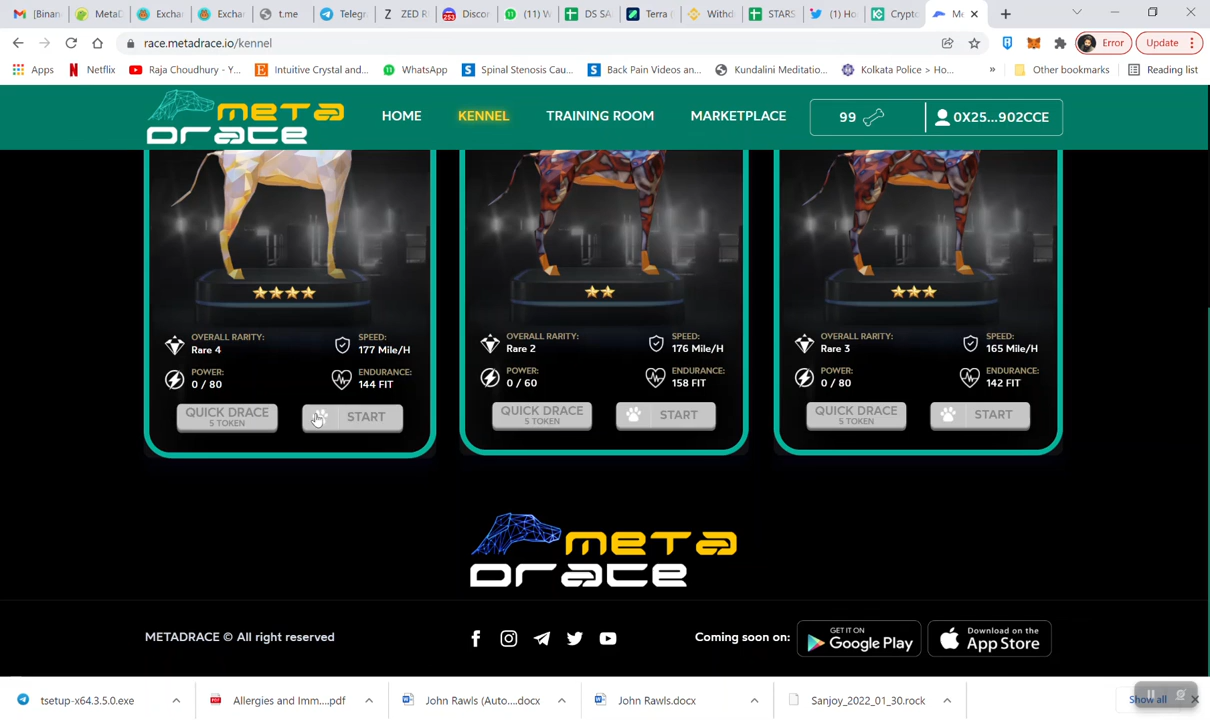 [Binan
MetaD
Excha
Excha
t.me
Telegr
ZED R
253
Discor
11
(11) W
DS SA
Terra (
Withd
STARS
(1) Ho
Crypto
Me
race.metadrace.io/kennel
Error
Update
Apps
Netflix
Raja Choudhury - Y...
Intuitive Crystal and...
WhatsApp
Spinal Stenosis Cau...
Back Pain Videos an...
Kundalini Meditatio...
Kolkata Police > Ho...
»
Other bookmarks
Reading list
META DRACE
HOME
KENNEL
TRAINING ROOM
MARKETPLACE
99
0X25...902CCE
OVERALL RARITY:
Rare 4
SPEED:
177 Mile/H
POWER:
0 / 80
ENDURANCE:
144 FIT
QUICK DRACE
5 TOKEN
START
OVERALL RARITY:
Rare 2
SPEED:
176 Mile/H
POWER:
0 / 60
ENDURANCE:
158 FIT
QUICK DRACE
5 TOKEN
START
OVERALL RARITY:
Rare 3
SPEED:
165 Mile/H
POWER:
0 / 80
ENDURANCE:
142 FIT
QUICK DRACE
5 TOKEN
START
META
DRACE
METADRACE © All right reserved
Coming soon on:
GET IT ON
Google Play
Download on the
App Store
tsetup-x64.3.5.0.exe
Allergies and Imm....pdf
John Rawls (Auto....docx
John Rawls.docx
Sanjoy_2022_01_30.rock
Show all